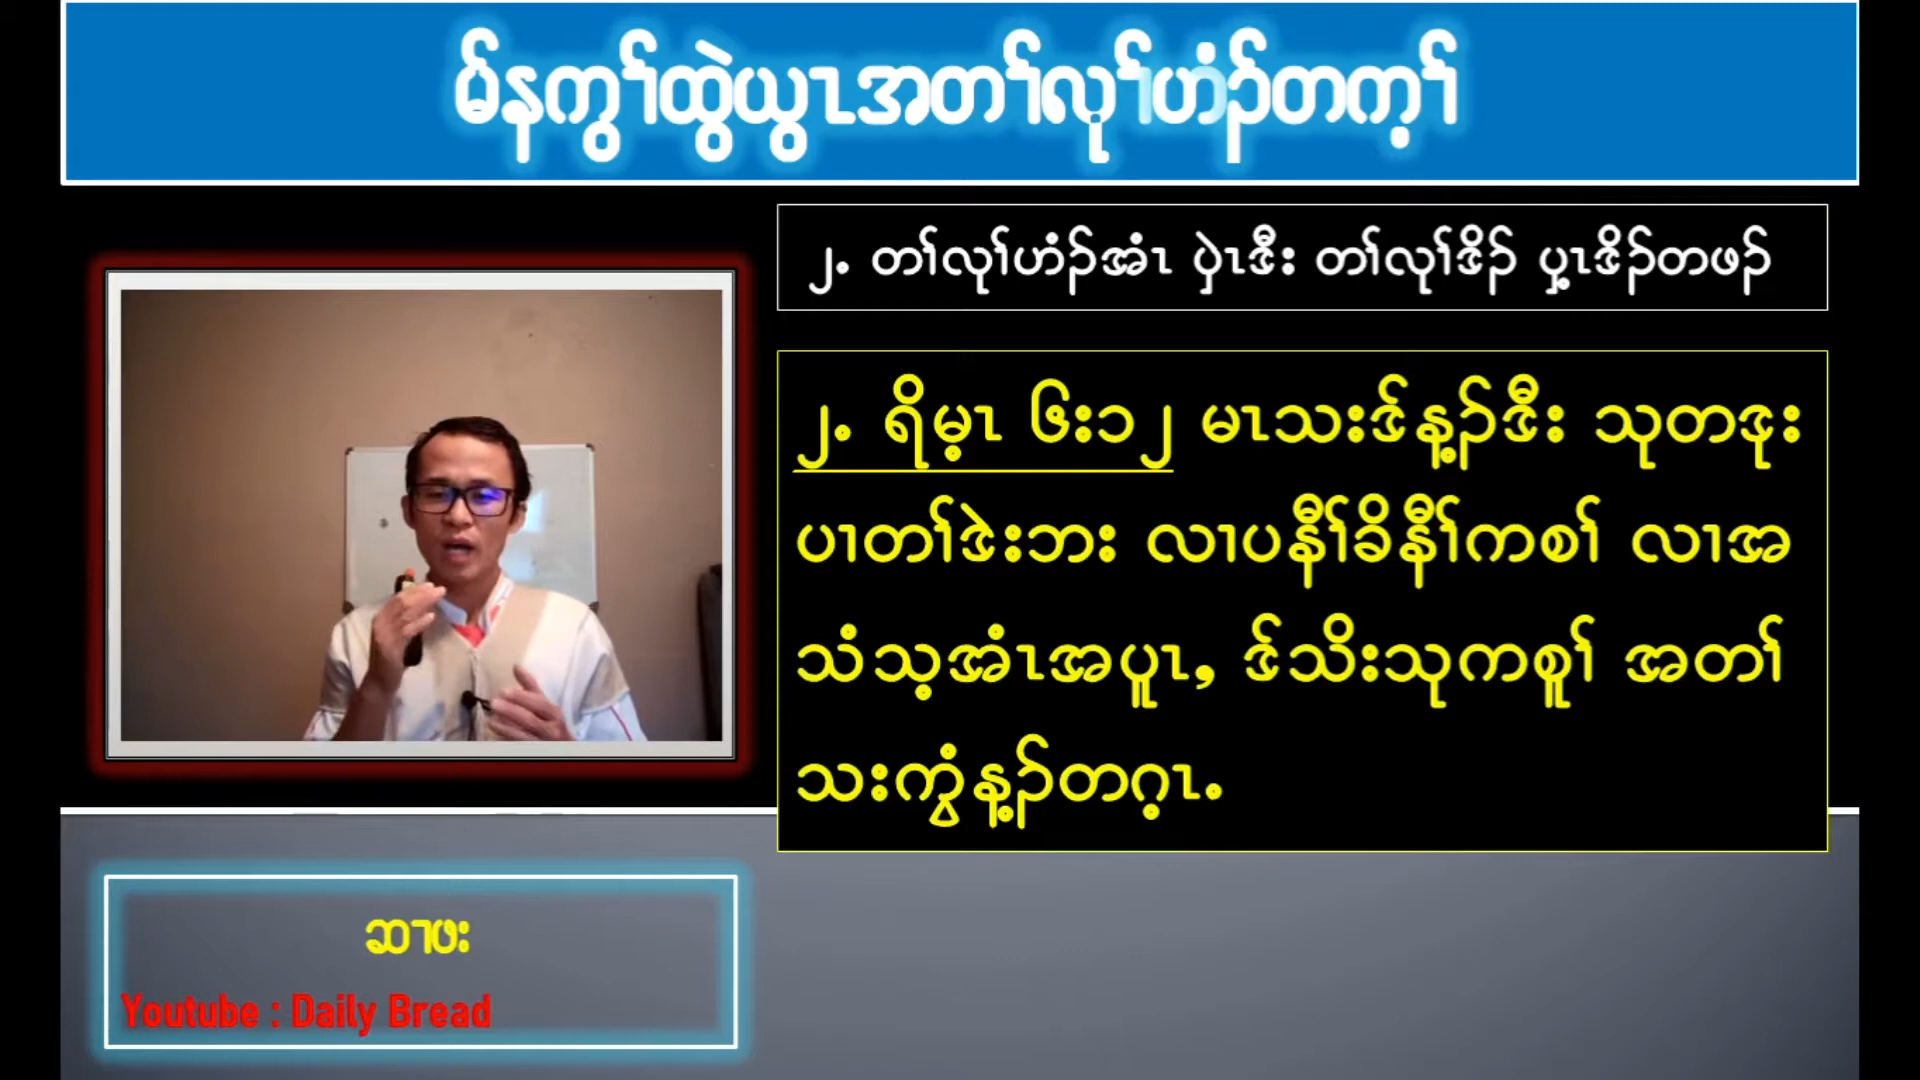 မ်နကွၢ်ထွဲယွၤအတၢ်လုၢ်ဟံၣ်တက့ၢ်
၂. တၢ်လုၢ်ဟံၣ်အံၤ ပှဲၤဒီး တၢ်လုၢ်ဒိၣ် ပှ့ၤဒိၣ်တဖၣ်
၂. ရိမ့ၤ ၆း၁၂ မၤသးဒ်န့ၣ်ဒီး သုတဒုး
ပၢတၢ်ဒဲးဘး လၢပနီၢ်ခိနီၢ်ကစၢ် လၢအ
သံသ့အံၤအပူၤ, ဒ်သိးသုကစူၢ် အတၢ်
သးကွံန့ၣ်တဂ့ၤ.
ဆၢဖး
Youtube : Daily Bread